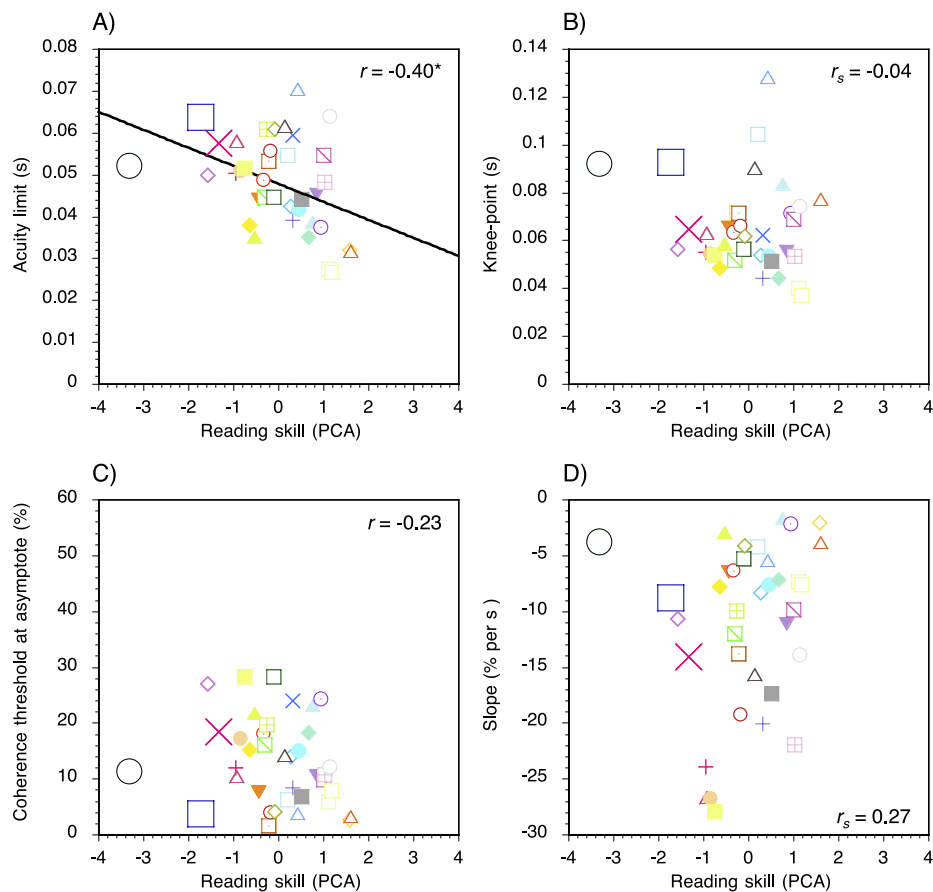 A)
r = -0.40*
Acuity limit (s)
0.08
0.07
0.06
0.05
0.04
0.03
0.02
0.01
0
-4 -3 -2 -1 0 1 2 3 4
Reading skill (PCA)
B)
r_s = -0.04
Knee-point (s)
0.14
0.12
0.1
0.08
0.06
0.04
0.02
0
-4 -3 -2 -1 0 1 2 3 4
Reading skill (PCA)
C)
r = -0.23
Coherence threshold at asymptote (%)
60
50
40
30
20
10
0
-4 -3 -2 -1 0 1 2 3 4
Reading skill (PCA)
D)
Slope (% per s )
0
-5
-10
-15
-20
-25
-30
r_s = 0.27
-4 -3 -2 -1 0 1 2 3 4
Reading skill (PCA)